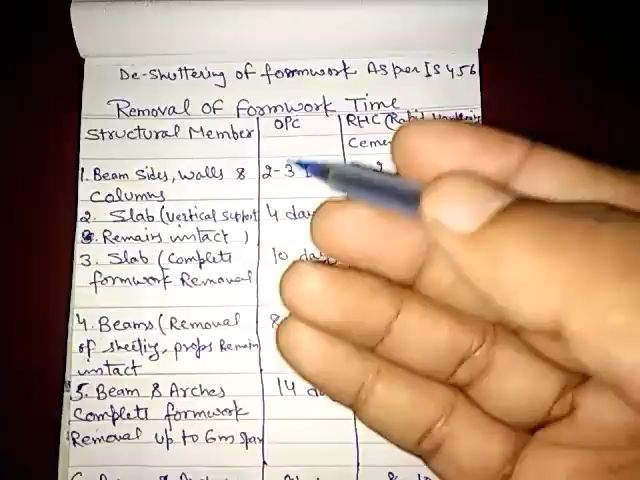 De-Shuttering of formwork As per IS 456
Removal of Formwork Time
Structural Member OPC RHC (Rapid Hardening
Cement
1. Beam Sides, walls & 2-3
Columns
2. Slab (vertical support 4 days
& Remains intact)
3. Slab (Complete 10 days
formwork Removal
4. Beams (Removal 8
of sheeting, props Remain
intact
5. Beam & Arches 14 da
Complete formwork
Removal up to 6m span